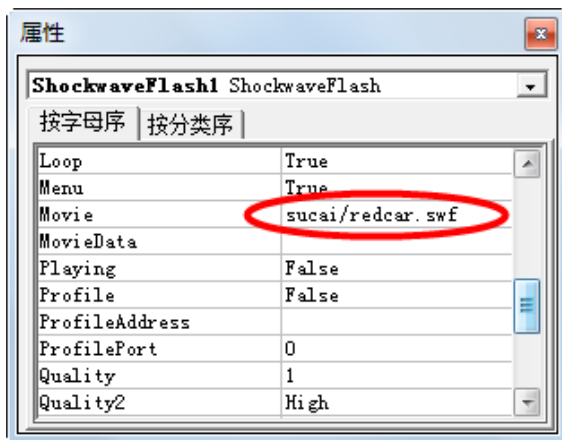 属性
ShockwaveFlash1 ShockwaveFlash
按字母序 按分类序
Loop True
Menu True
Movie sucai/redcar.swf
MovieData
Playing False
Profile False
ProfileAddress
ProfilePort 0
Quality 1
Quality2 High